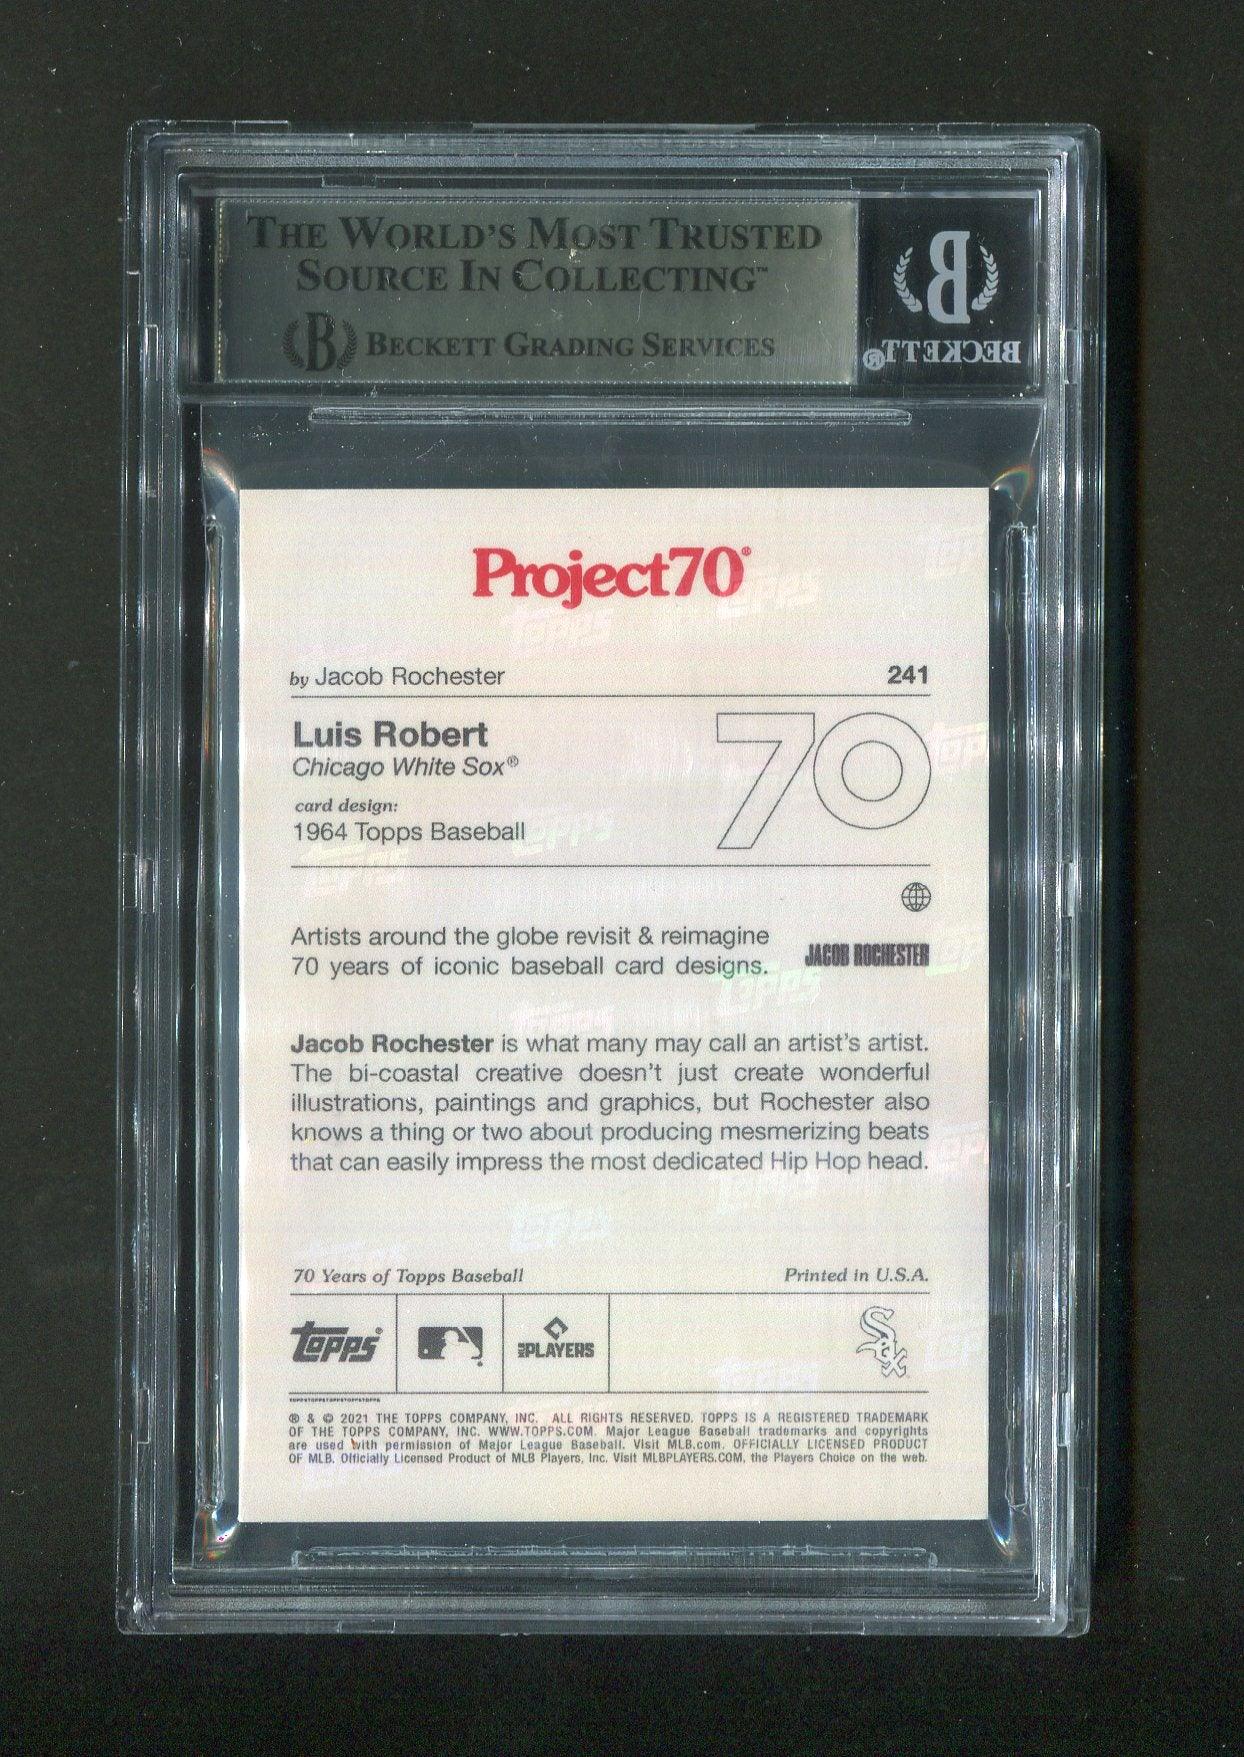 THE WORLD'S MOST TRUSTED
SOURCE IN COLLECTING™
B BECKETT GRADING SERVICES
B
BECKETT®
Project70®
by Jacob Rochester 241
Luis Robert
Chicago White Sox®
card design:
1964 Topps Baseball
70
Artists around the globe revisit & reimagine
70 years of iconic baseball card designs.
JACOB ROCHESTER
Jacob Rochester is what many may call an artist's artist.
The bi-coastal creative doesn't just create wonderful
illustrations, paintings and graphics, but Rochester also
knows a thing or two about producing mesmerizing beats
that can easily impress the most dedicated Hip Hop head.
70 Years of Topps Baseball Printed in U.S.A.
Topps® PLAYERS Sox
® & © 2021 THE TOPPS COMPANY, INC. ALL RIGHTS RESERVED. TOPPS IS A REGISTERED TRADEMARK
OF THE TOPPS COMPANY, INC. WWW.TOPPS.COM. Major League Baseball trademarks and copyrights
are used with permission of Major League Baseball. Visit MLB.com. OFFICIALLY LICENSED PRODUCT
OF MLB. Officially Licensed Product of MLB Players, Inc. Visit MLBPLAYERS.COM, the Players Choice on the web.